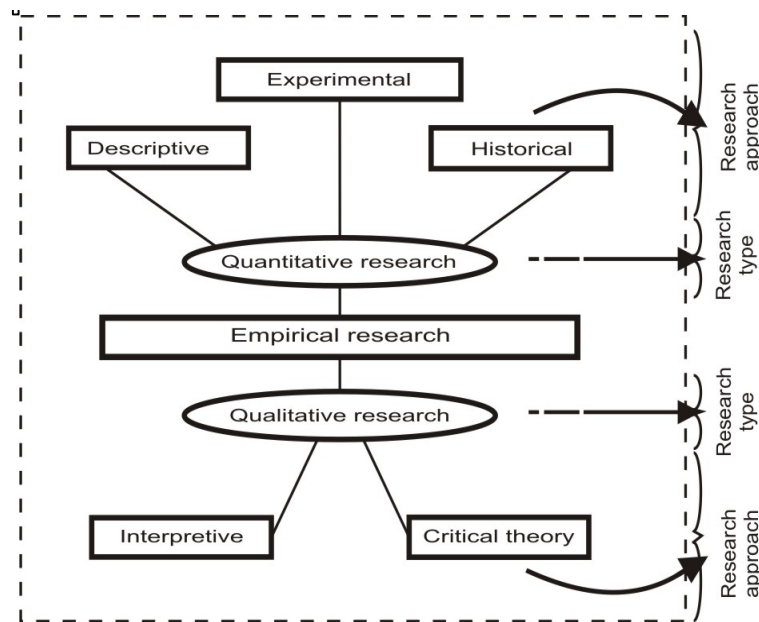 Experimental
Descriptive
Historical
Research
approach
Quantitative research
Research
type
Empirical research
Qualitative research
Research
type
Interpretive
Critical theory
Research
approach